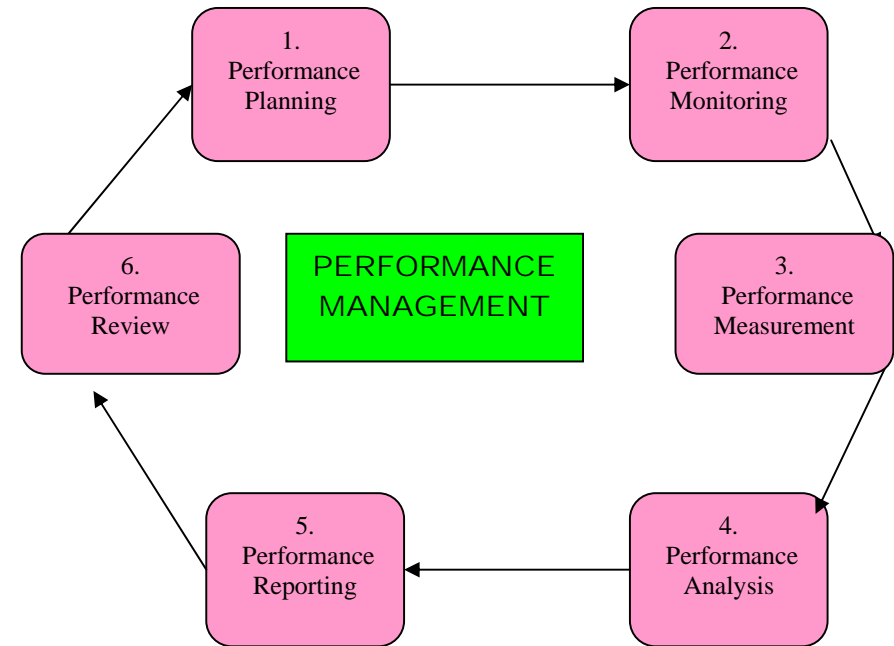 1.
Performance
Planning
2.
Performance
Monitoring
PERFORMANCE
MANAGEMENT
3.
Performance
Measurement
4.
Performance
Analysis
5.
Performance
Reporting
6.
Performance
Review